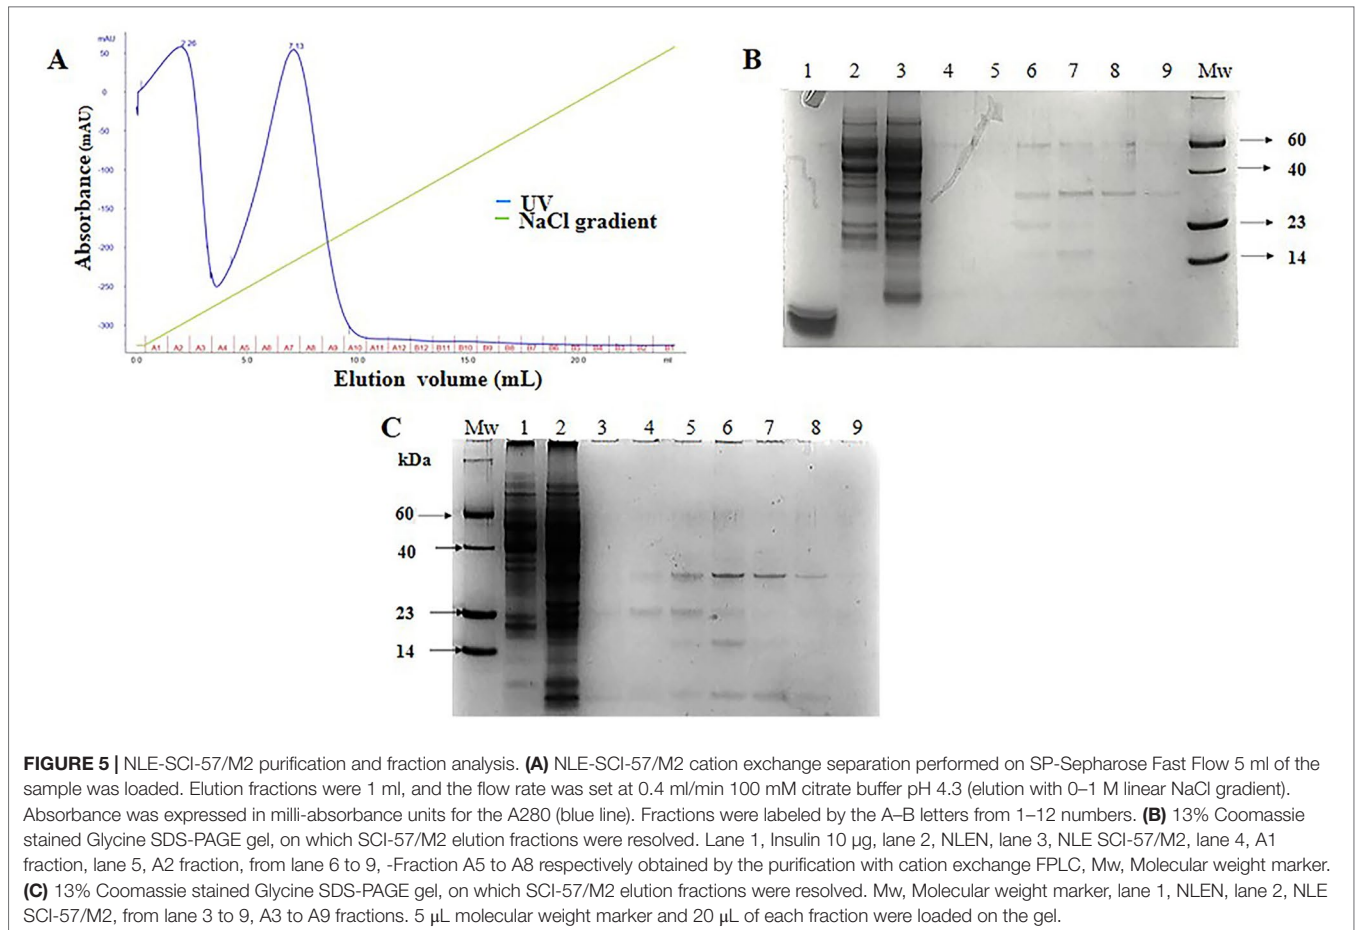 A
mAU
2.26
7.13
50
0
-50
-100
-150
-200
-250
-300
Absorbance (mAU)
UV
NaCl gradient
A1 A2 A3 A4 A5 A6 A7 A8 A9 A10 A11 A12 B12 B11 B10 B9 B8 B7 B6 B5 B4 B3 B2 B1
0.0 5.0 10.0 15.0 20.0 ml
Elution volume (mL)
B
1 2 3 4 5 6 7 8 9 Mw
60
40
23
14
C
Mw 1 2 3 4 5 6 7 8 9
kDa
60
40
23
14
FIGURE 5 | NLE-SCI-57/M2 purification and fraction analysis. (A) NLE-SCI-57/M2 cation exchange separation performed on SP-Sepharose Fast Flow 5 ml of the
sample was loaded. Elution fractions were 1 ml, and the flow rate was set at 0.4 ml/min 100 mM citrate buffer pH 4.3 (elution with 0–1 M linear NaCl gradient).
Absorbance was expressed in milli-absorbance units for the A280 (blue line). Fractions were labeled by the A–B letters from 1–12 numbers. (B) 13% Coomassie
stained Glycine SDS-PAGE gel, on which SCI-57/M2 elution fractions were resolved. Lane 1, Insulin 10 μg, lane 2, NLEN, lane 3, NLE SCI-57/M2, lane 4, A1
fraction, lane 5, A2 fraction, from lane 6 to 9, -Fraction A5 to A8 respectively obtained by the purification with cation exchange FPLC, Mw, Molecular weight marker.
(C) 13% Coomassie stained Glycine SDS-PAGE gel, on which SCI-57/M2 elution fractions were resolved. Mw, Molecular weight marker, lane 1, NLEN, lane 2, NLE
SCI-57/M2, from lane 3 to 9, A3 to A9 fractions. 5 μL molecular weight marker and 20 μL of each fraction were loaded on the gel.